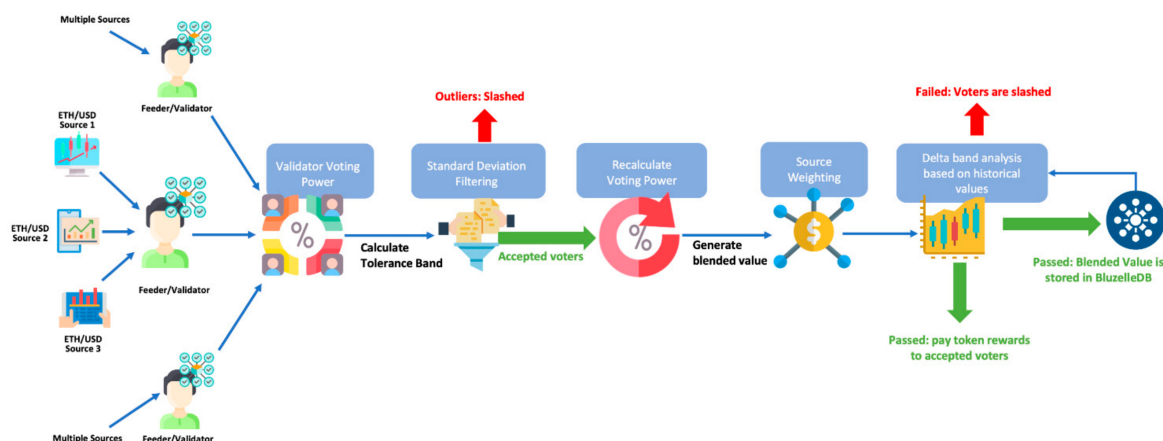 Multiple Sources
Feeder/Validator
ETH/USD
Source 1
ETH/USD
Source 2
ETH/USD
Source 3
Feeder/Validator
Multiple Sources
Feeder/Validator
Validator Voting
Power
%
Calculate
Tolerance Band
Outliers: Slashed
Standard Deviation
Filtering
Accepted voters
Recalculate
Voting Power
%
Generate
blended value
Source
Weighting
$
Failed: Voters are slashed
Delta band analysis
based on historical
values
Passed: Blended Value is
stored in BluzelleDB
Passed: pay token rewards
to accepted voters